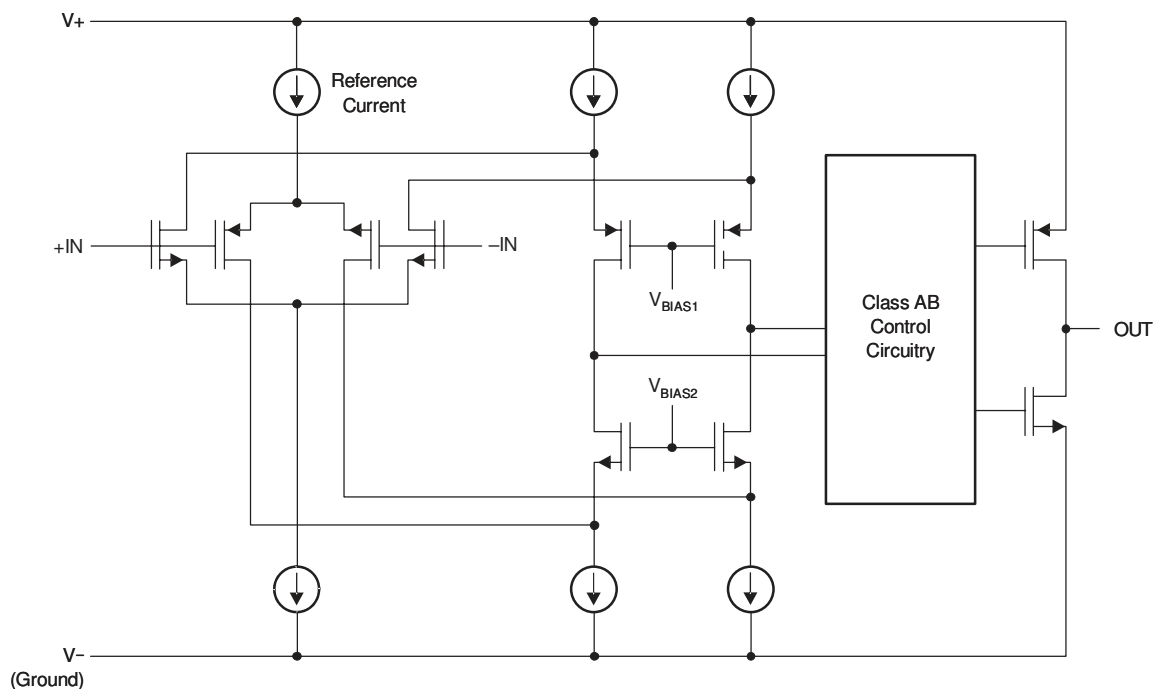 V+
Reference
Current
+IN
–IN
VBIAS1
Class AB
Control
Circuitry
OUT
VBIAS2
V–
(Ground)